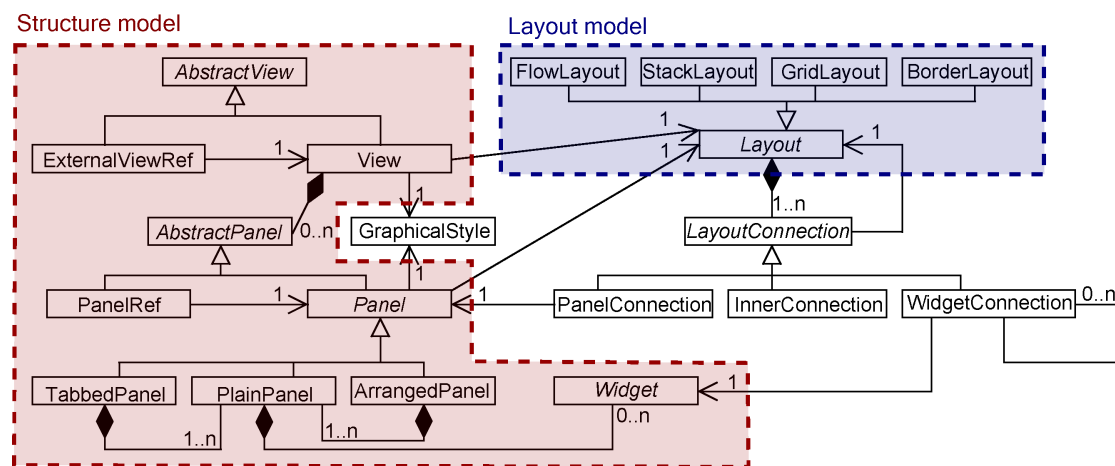 Structure model
Layout model
AbstractView
FlowLayout
StackLayout
GridLayout
BorderLayout
ExternalViewRef
1
View
1
1
Layout
1
1
1..n
AbstractPanel
0..n
GraphicalStyle
LayoutConnection
1
PanelRef
1
Panel
1
PanelConnection
InnerConnection
WidgetConnection
0..n
TabbedPanel
PlainPanel
ArrangedPanel
Widget
1
1..n
1..n
0..n